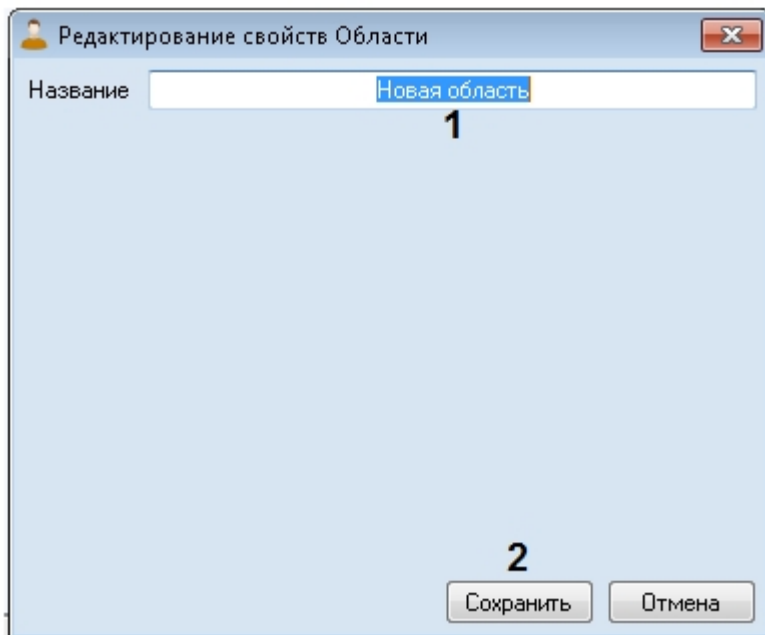 Редактирование свойств Области
Название Новая область
1
2
Сохранить Отмена